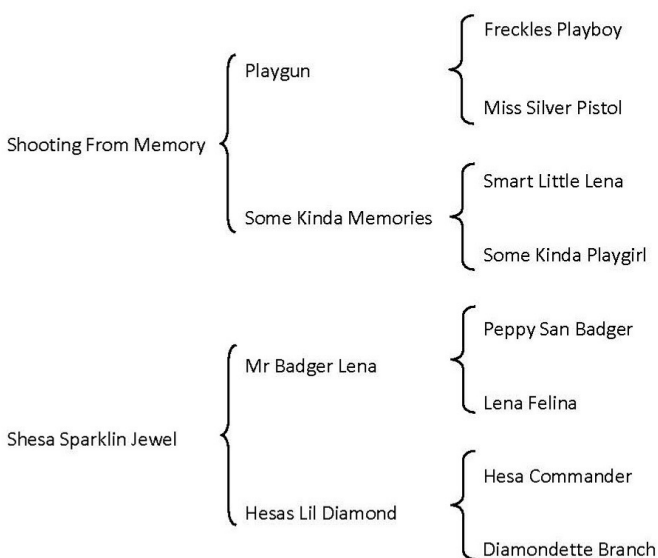 Freckles Playboy
Playgun
Miss Silver Pistol
Shooting From Memory
Smart Little Lena
Some Kinda Memories
Some Kinda Playgirl
Peppy San Badger
Mr Badger Lena
Lena Felina
Shesa Sparklin Jewel
Hesa Commander
Hesas Lil Diamond
Diamondette Branch